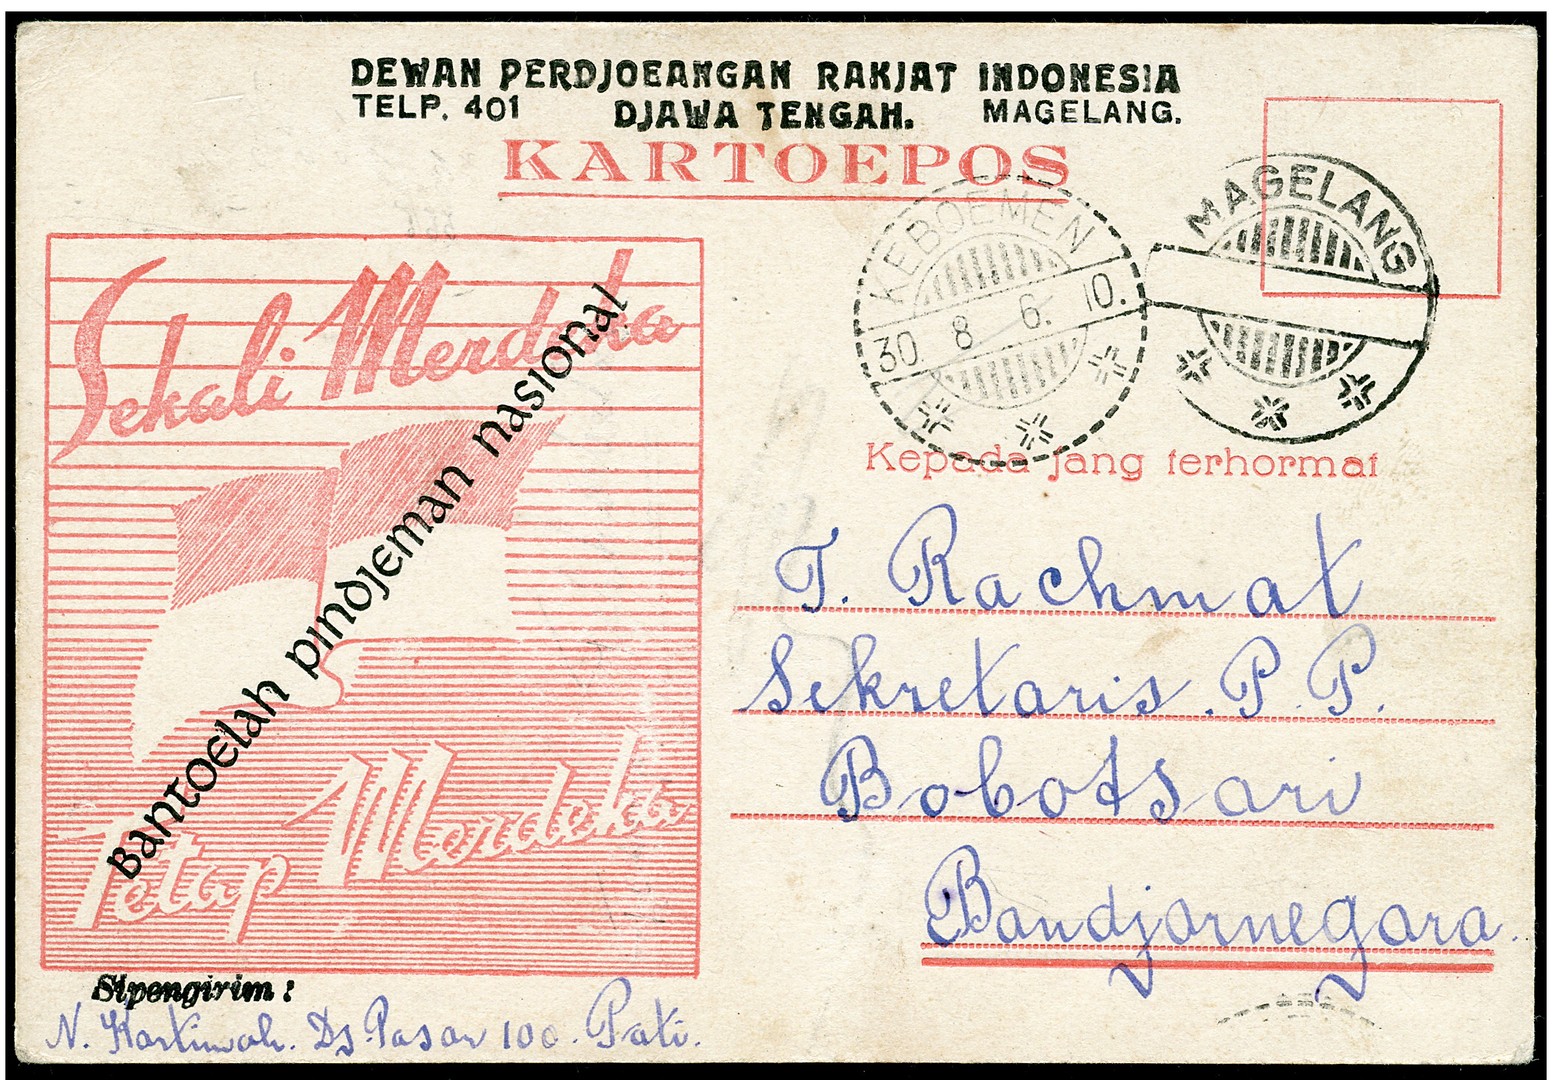 DEWAN PERDJOEANGAN RAKJAT INDONESIA
TELP. 401 DJAWA TENGAH. MAGELANG.
KARTOEPOS
KEBOEMEN
30. 8 6. 10.
MAGELANG
Sekali Merdeka
Bantoelah pindjeman nasional
Tetap Merdeka
Kepada jang terhormat
T. Rachmat
Sekretaris. P. P.
Bobotsari
Bandjarnegara.
Sipengirim :
N. Kartiwah. Ds. Pasar 100. Pati.